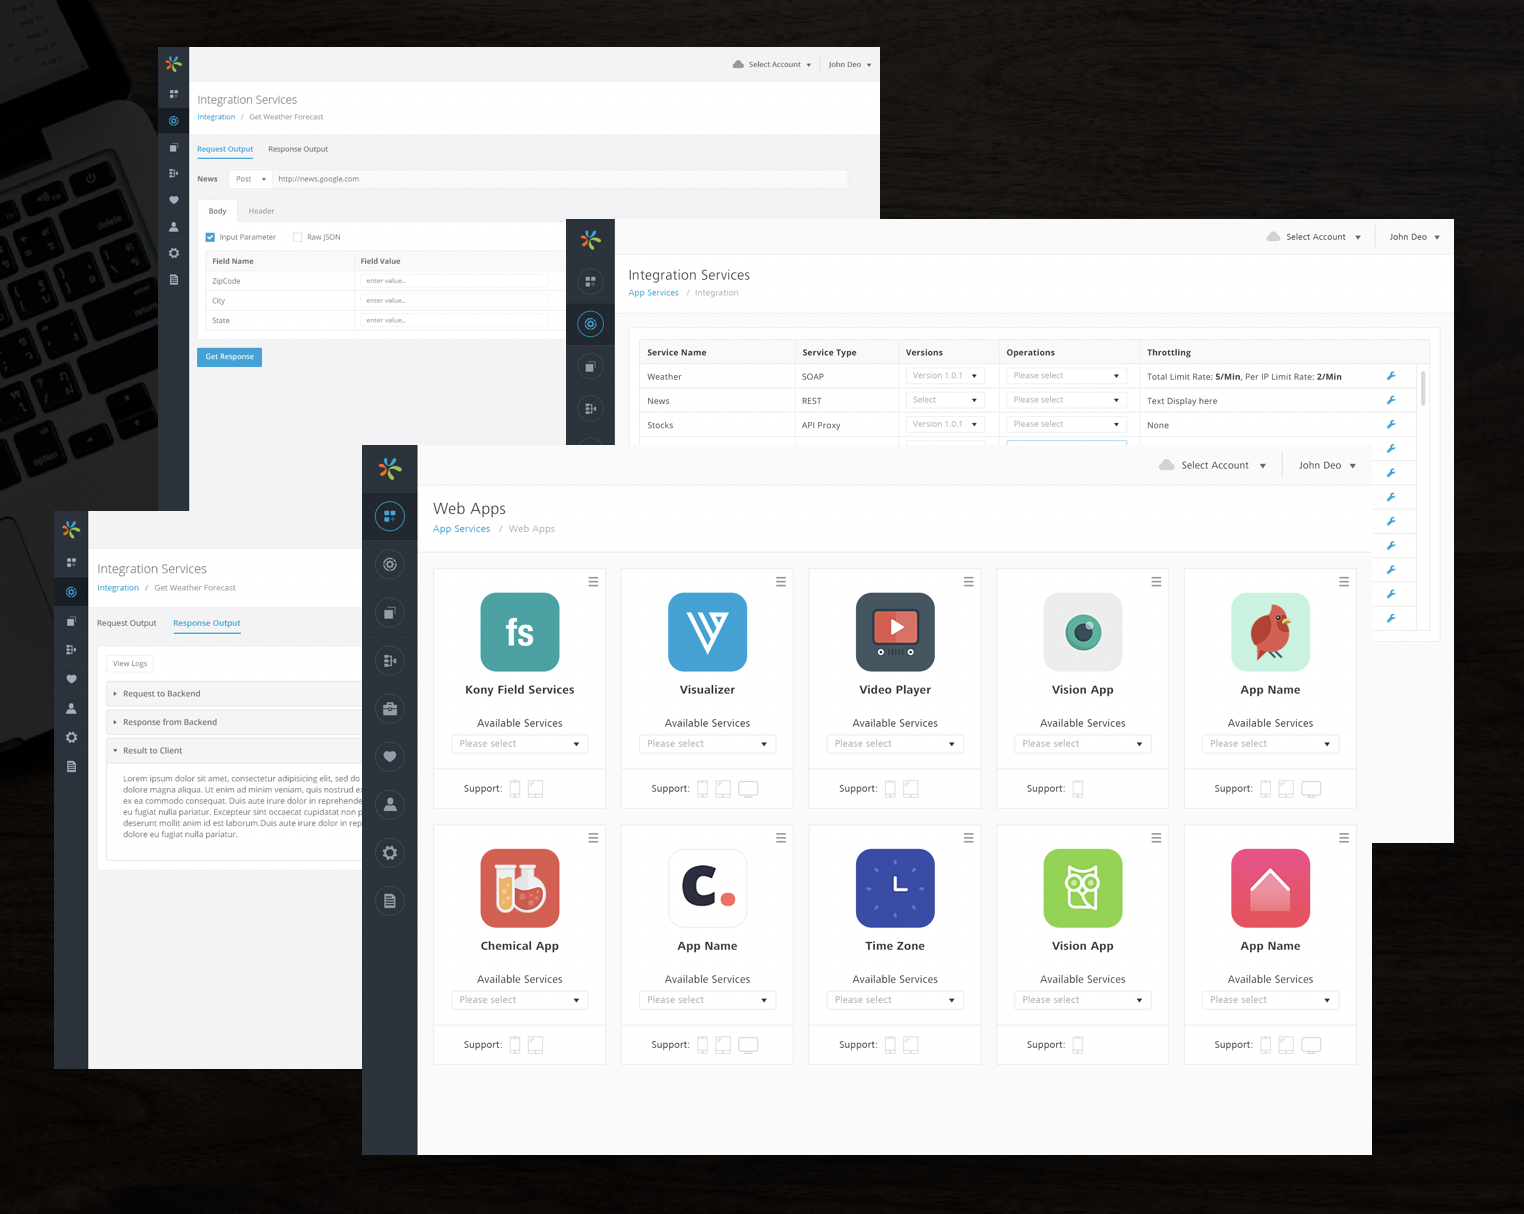 Select Account
John Deo
Integration Services
Integration / Get Weather Forecast
Request Output Response Output
News Post http://news.google.com
Body Header
Input Parameter Raw JSON
Field Name Field Value
ZipCode enter value..
City enter value..
State enter value..
Get Response
Select Account John Deo
Integration Services
App Services / Integration
Service Name Service Type Versions Operations Throttling
Weather SOAP Version 1.0.1 Please select Total Limit Rate: 5/Min, Per IP Limit Rate: 2/Min
News REST Select Please select Text Display here
Stocks API Proxy Version 1.0.1 Please select None
Integration Services
Integration / Get Weather Forecast
Request Output Response Output
View Logs
Request to Backend
Response from Backend
Result to Client
Lorem ipsum dolor sit amet, consectetur adipisicing elit, sed do
dolore magna aliqua. Ut enim ad minim veniam, quis nostrud
ex ea commodo consequat. Duis aute irure dolor in
eu fugiat nulla pariatur. Excepteur sint occaecat cupidatat non
deserunt mollit anim id est laborum.Duis aute irure dolor in
dolore eu fugiat nulla pariatur.
Select Account John Deo
Web Apps
App Services / Web Apps
fs
Kony Field Services Visualizer Video Player Vision App App Name
Available Services Available Services Available Services Available Services Available Services
Please select Please select Please select Please select Please select
Support: Support: Support: Support: Support:
c.
Chemical App App Name Time Zone Vision App App Name
Available Services Available Services Available Services Available Services Available Services
Please select Please select Please select Please select Please select
Support: Support: Support: Support: Support:
delete
enter
return
option